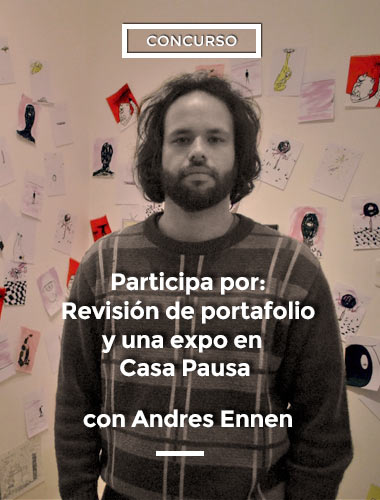 CONCURSO
Participa por:
Revisión de portafolio
y una expo en
Casa Pausa
con Andres Ennen